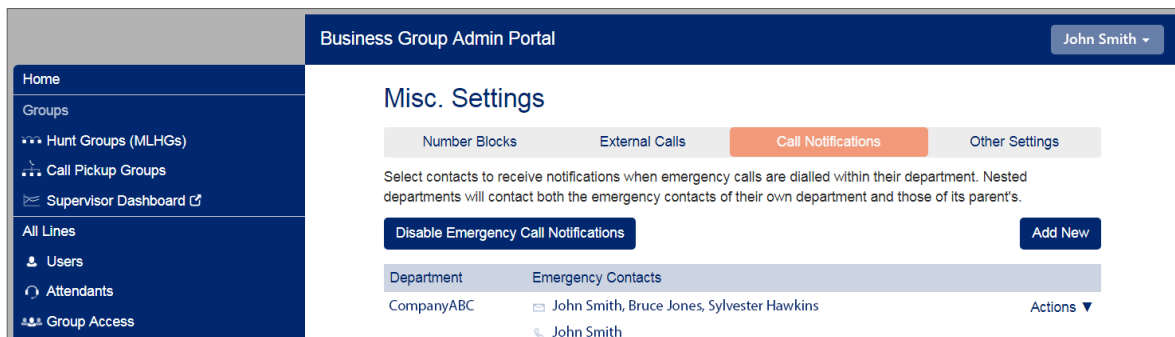 Business Group Admin Portal
John Smith
Home
Groups
Hunt Groups (MLHGs)
Call Pickup Groups
Supervisor Dashboard
All Lines
Users
Attendants
Group Access
Misc. Settings
Number Blocks External Calls Call Notifications Other Settings
Select contacts to receive notifications when emergency calls are dialled within their department. Nested
departments will contact both the emergency contacts of their own department and those of its parent's.
Disable Emergency Call Notifications Add New
Department Emergency Contacts
CompanyABC John Smith, Bruce Jones, Sylvester Hawkins Actions ▼
John Smith